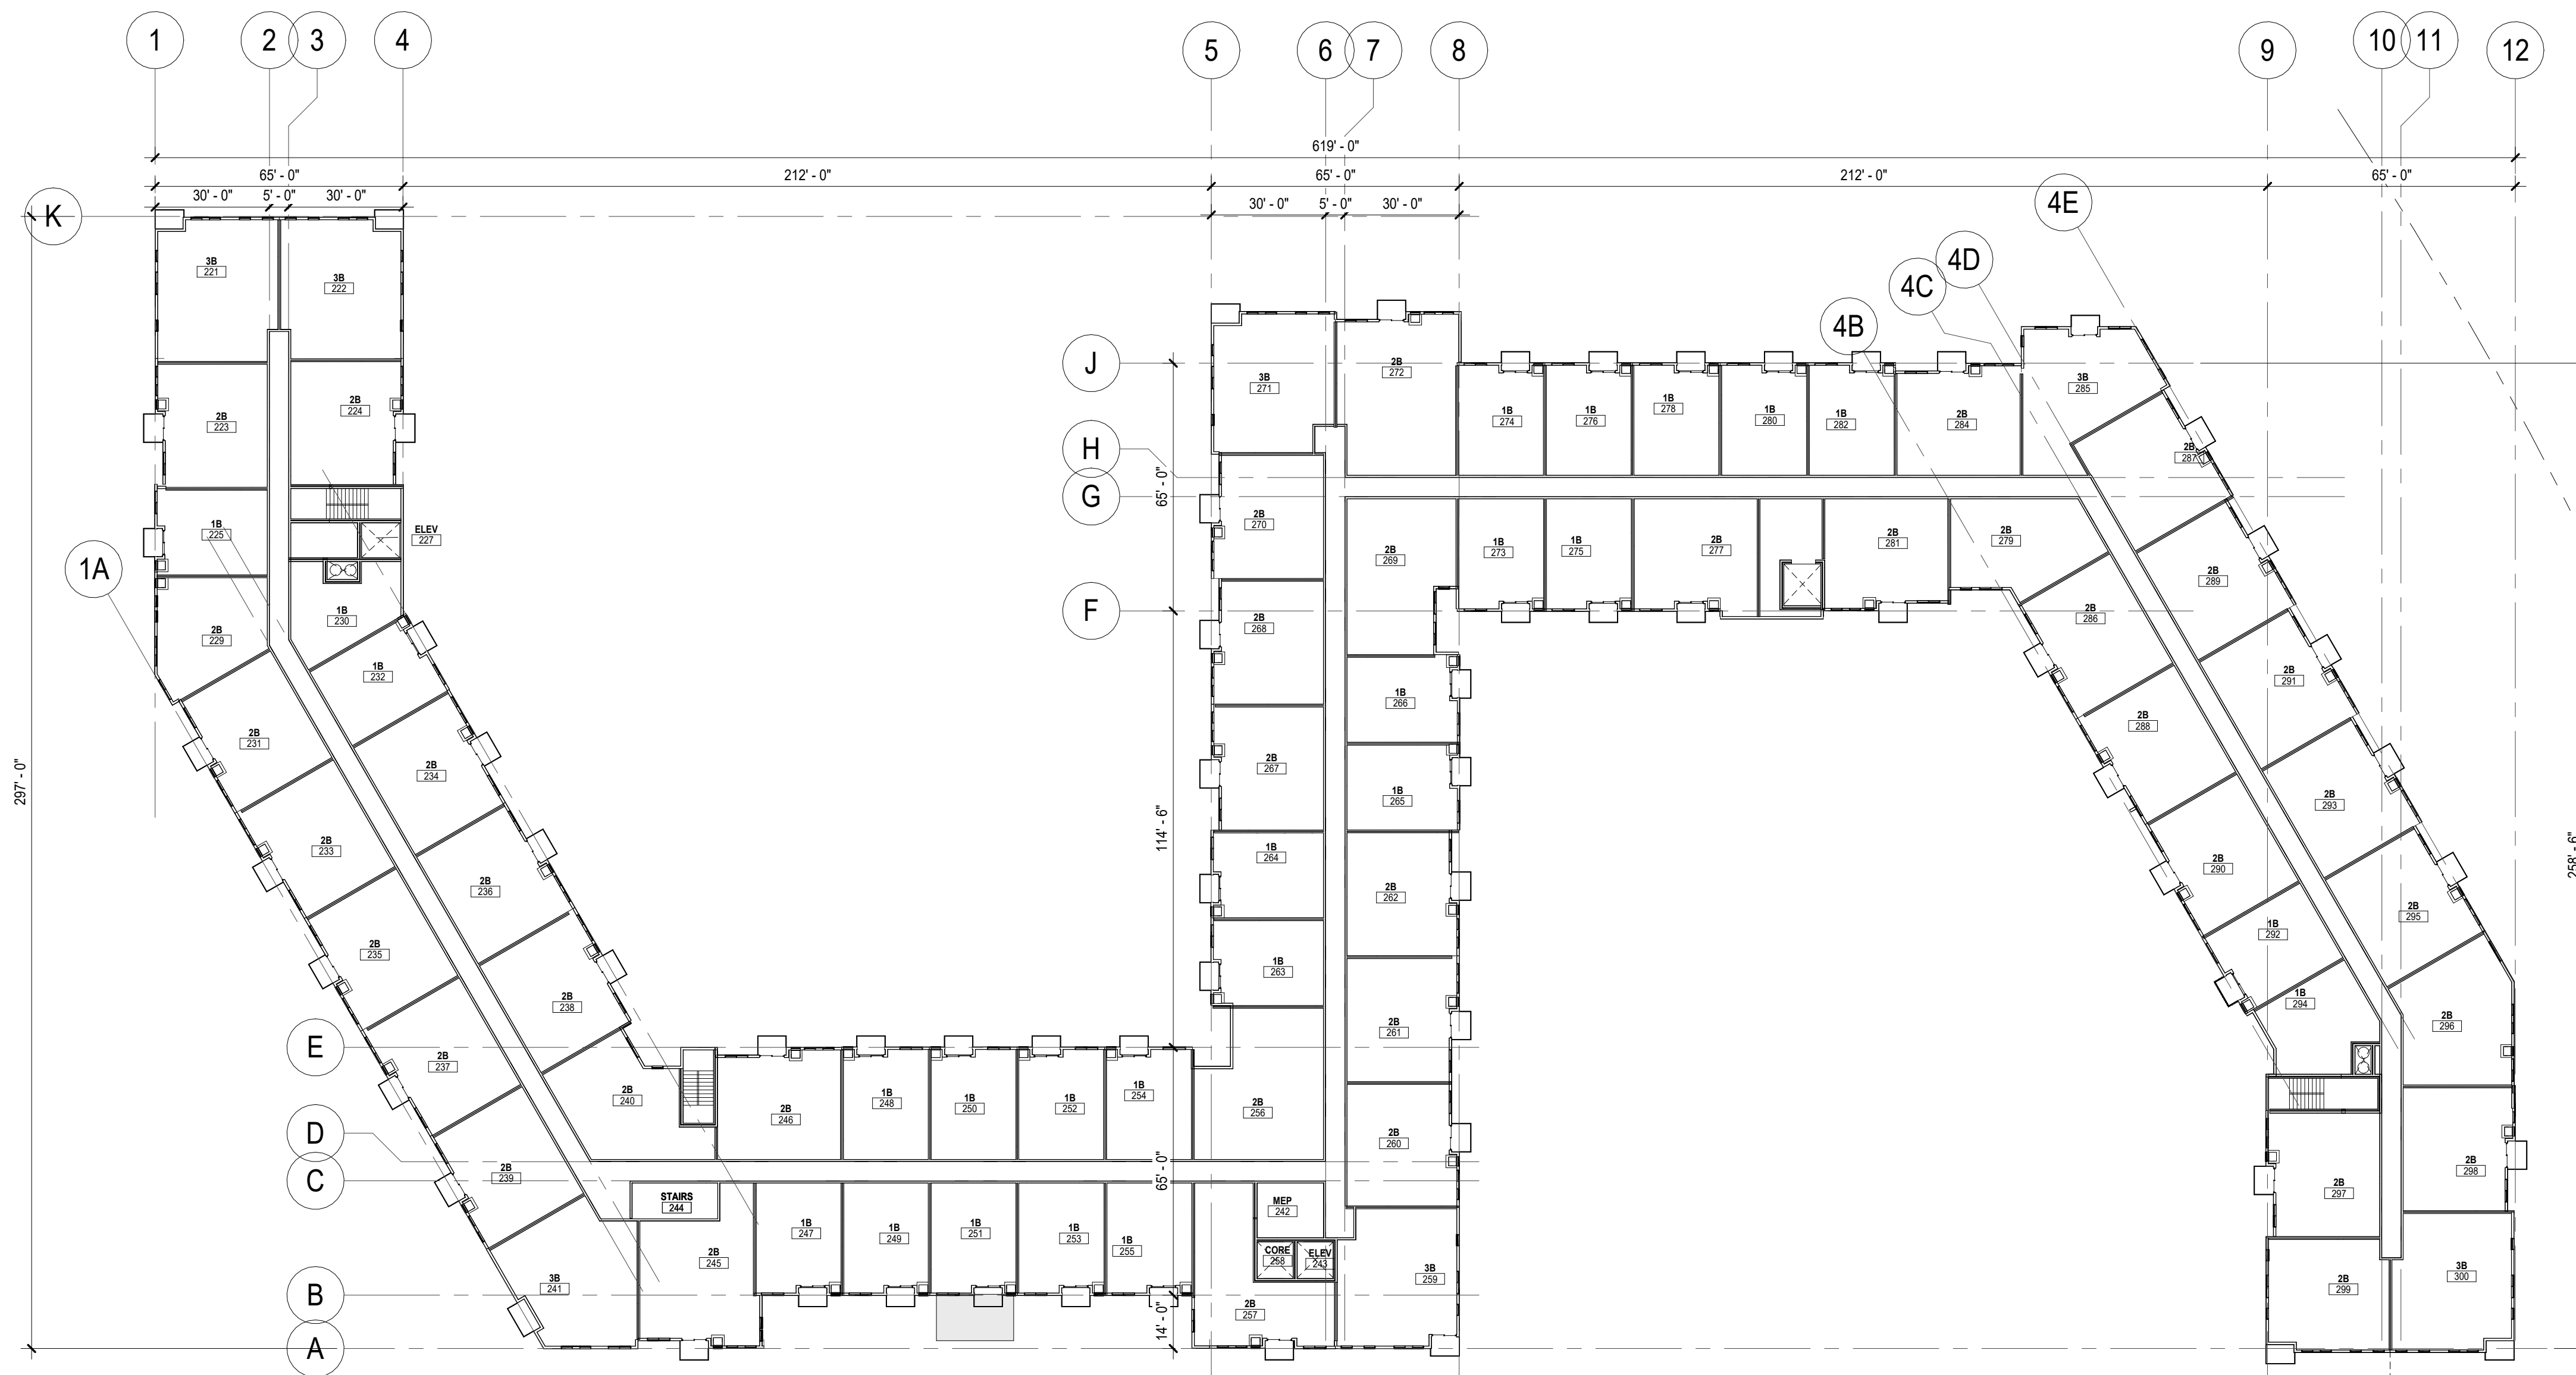 1
2
3
4
5
6
7
8
9
10
11
12
619' - 0"
65' - 0"
212' - 0"
65' - 0"
212' - 0"
65' - 0"
30' - 0"
5' - 0"
30' - 0"
30' - 0"
5' - 0"
30' - 0"
K
4E
4D
4C
4B
J
H
G
F
1A
E
D
C
B
A
297' - 0"
65' - 0"
114' - 6"
65' - 0"
14' - 0"
258' - 6"
3B
221
3B
222
2B
223
2B
224
1B
225
ELEV
227
2B
229
1B
230
2B
231
1B
232
2B
233
2B
234
2B
235
2B
236
2B
237
2B
238
2B
239
2B
240
3B
241
MEP
242
ELEV
243
STAIRS
244
2B
245
2B
246
1B
247
1B
248
1B
249
1B
250
1B
251
1B
252
1B
253
1B
254
1B
255
2B
256
2B
257
CORE
258
3B
259
2B
260
2B
261
2B
262
1B
263
1B
264
1B
265
1B
266
2B
267
2B
268
2B
269
2B
270
3B
271
2B
272
1B
273
1B
274
1B
275
1B
276
2B
277
1B
278
2B
279
1B
280
2B
281
1B
282
2B
284
3B
285
2B
286
2B
287
2B
288
2B
289
2B
290
2B
291
1B
292
2B
293
1B
294
2B
295
2B
296
2B
297
2B
298
2B
299
3B
300